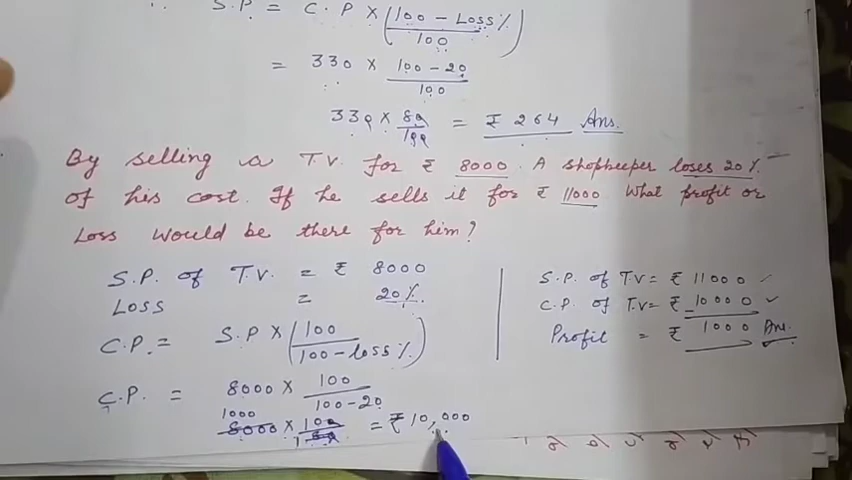 ∴ S.P = C.P × (100 - Loss% / 100)
= 330 × 100 - 20 / 100
330 × 80 / 100 = ₹ 264 Ans.
By selling a T.V. for ₹ 8000. A shopkeeper loses 20%
of his cost. If he sells it for ₹ 11000 What profit or
Loss would be there for him?
S.P. of T.V. = ₹ 8000
Loss = 20%.
C.P. = S.P × (100 / 100 - loss%)
C.P. = 8000 × 100 / 100 - 20
1000
8000 × 100 / 80 = ₹ 10,000
1
S.P. of T.V = ₹ 11000 ✓
C.P. of T.V = ₹ 10000 ✓
Profit = ₹ 1000 Ans.